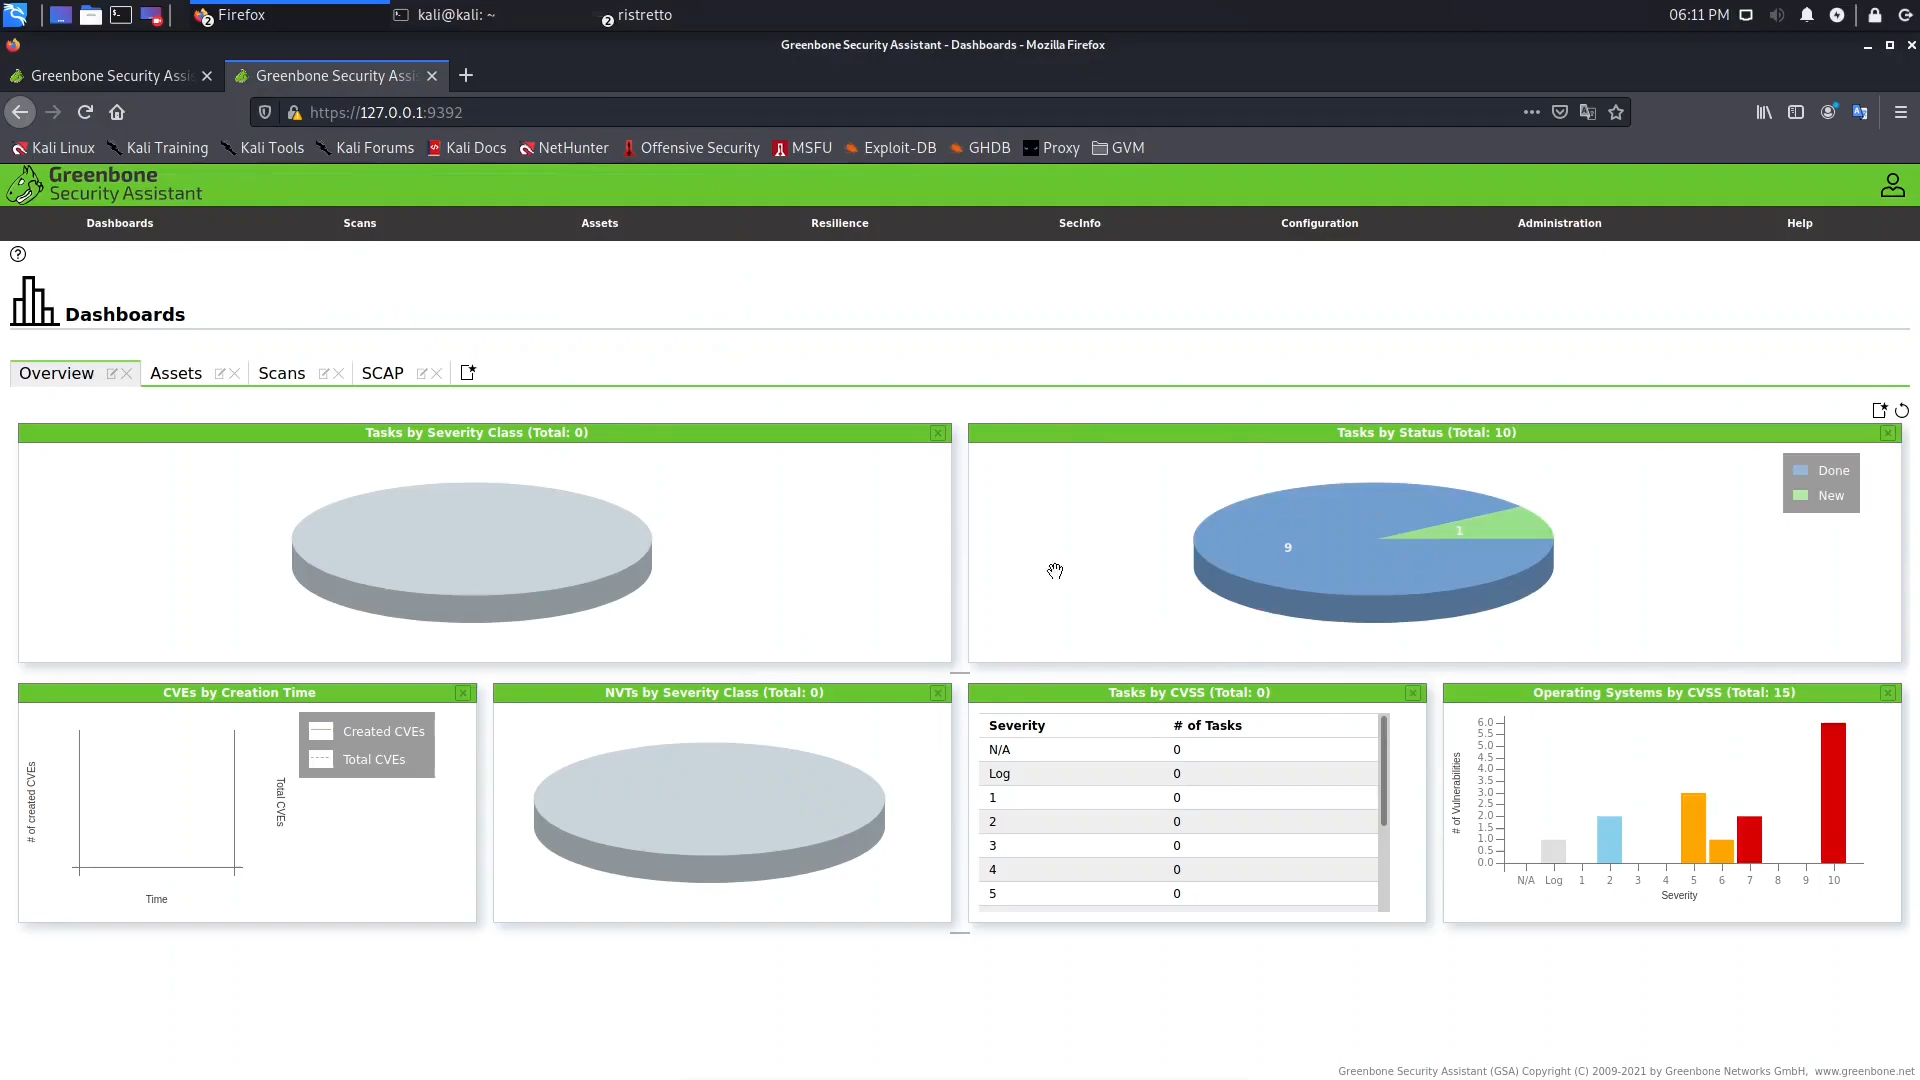 Firefox
2
kali@kali: ~
ristretto
2
06:11 PM
Greenbone Security Assistant - Dashboards - Mozilla Firefox
Greenbone Security Assis
Greenbone Security Assis
https://127.0.0.1:9392
Kali Linux
Kali Training
Kali Tools
Kali Forums
Kali Docs
NetHunter
Offensive Security
MSFU
Exploit-DB
GHDB
Proxy
GVM
Greenbone
Security Assistant
Dashboards
Scans
Assets
Resilience
SecInfo
Configuration
Administration
Help
Dashboards
Overview
Assets
Scans
SCAP
Tasks by Severity Class (Total: 0)
Tasks by Status (Total: 10)
Done
New
1
9
CVEs by Creation Time
Created CVEs
Total CVEs
# of created CVEs
Total CVEs
Time
NVTs by Severity Class (Total: 0)
Tasks by CVSS (Total: 0)
Severity # of Tasks
N/A 0
Log 0
1 0
2 0
3 0
4 0
5 0
Operating Systems by CVSS (Total: 15)
# of Vulnerabilities
6.0
5.5
5.0
4.5
4.0
3.5
3.0
2.5
2.0
1.5
1.0
0.5
0.0
N/A Log 1 2 3 4 5 6 7 8 9 10
Severity
Greenbone Security Assistant (GSA) Copyright (C) 2009-2021 by Greenbone Networks GmbH, www.greenbone.net